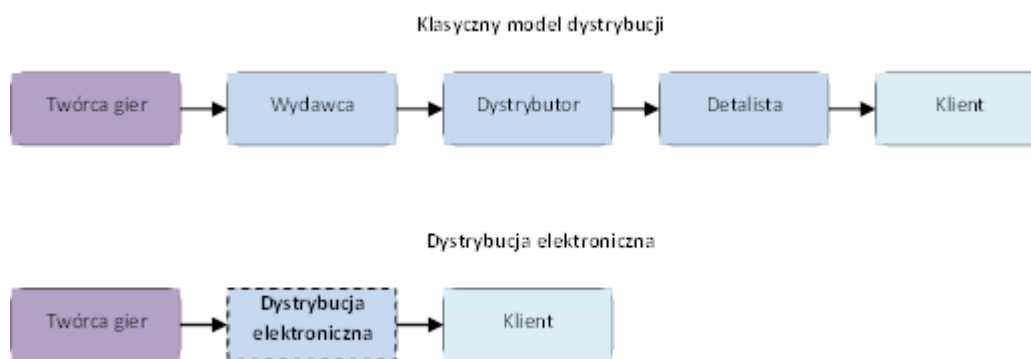 Klasyczny model dystrybucji
Twórca gier
Wydawca
Dystrybutor
Detalista
Klient
Dystrybucja elektroniczna
Twórca gier
Dystrybucja
elektroniczna
Klient